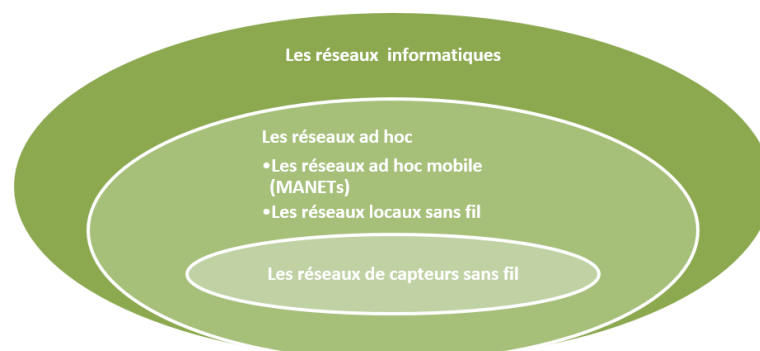 Les réseaux informatiques
Les réseaux ad hoc
•Les réseaux ad hoc mobile
(MANETs)
•Les réseaux locaux sans fil
Les réseaux de capteurs sans fil